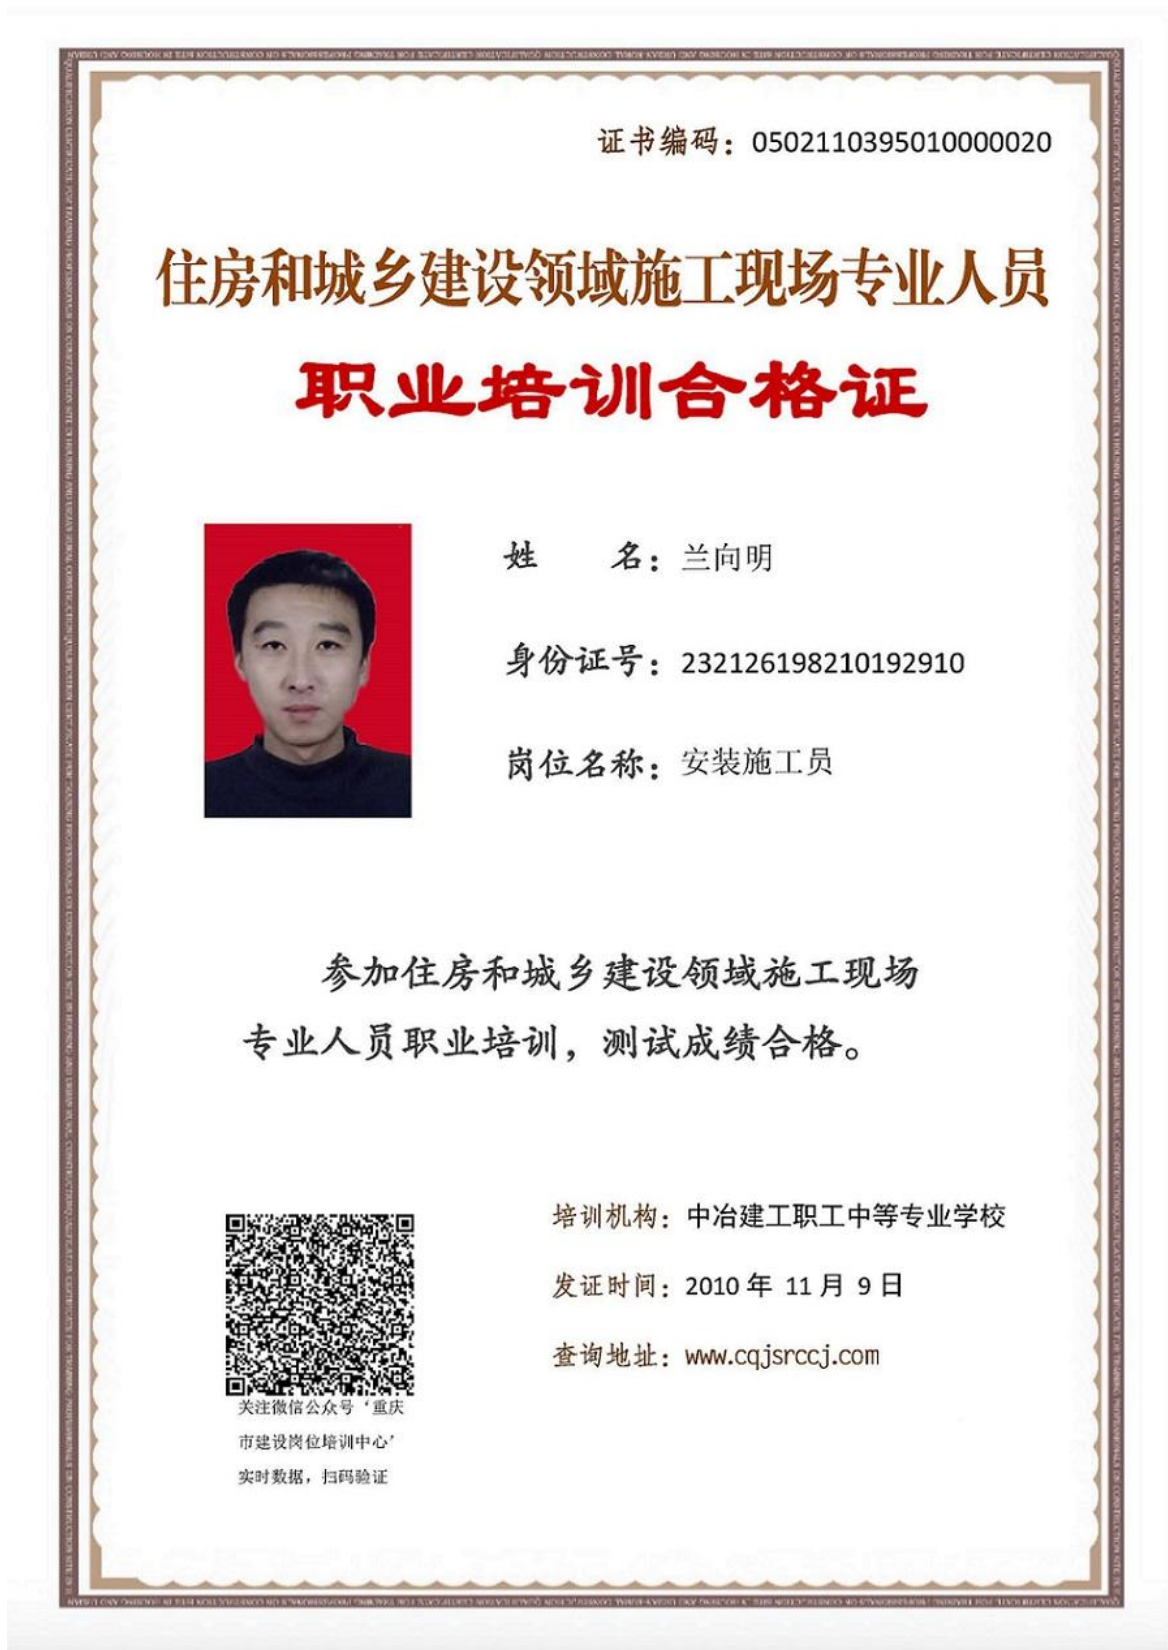 证书编码：0502110395010000020
住房和城乡建设领域施工现场专业人员
职业培训合格证
姓 名：兰向明
身份证号：232126198210192910
岗位名称：安装施工员
参加住房和城乡建设领域施工现场
专业人员职业培训，测试成绩合格。
培训机构：中冶建工职工中等专业学校
发证时间：2010 年 11 月 9 日
查询地址：www.cqjsrccj.com
关注微信公众号‘重庆
市建设岗位培训中心’
实时数据，扫码验证